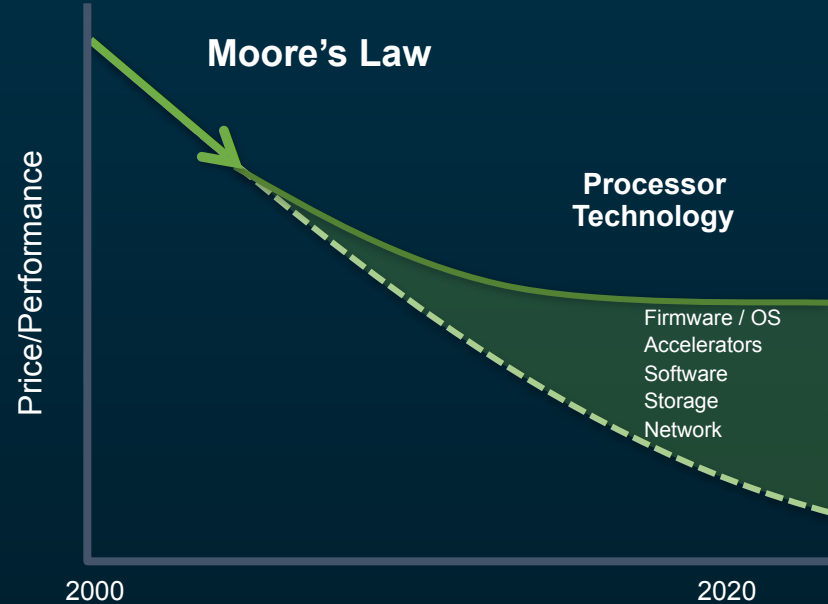 Moore’s Law
Price/Performance
Processor
Technology
Firmware / OS
Accelerators
Software
Storage
Network
2000
2020